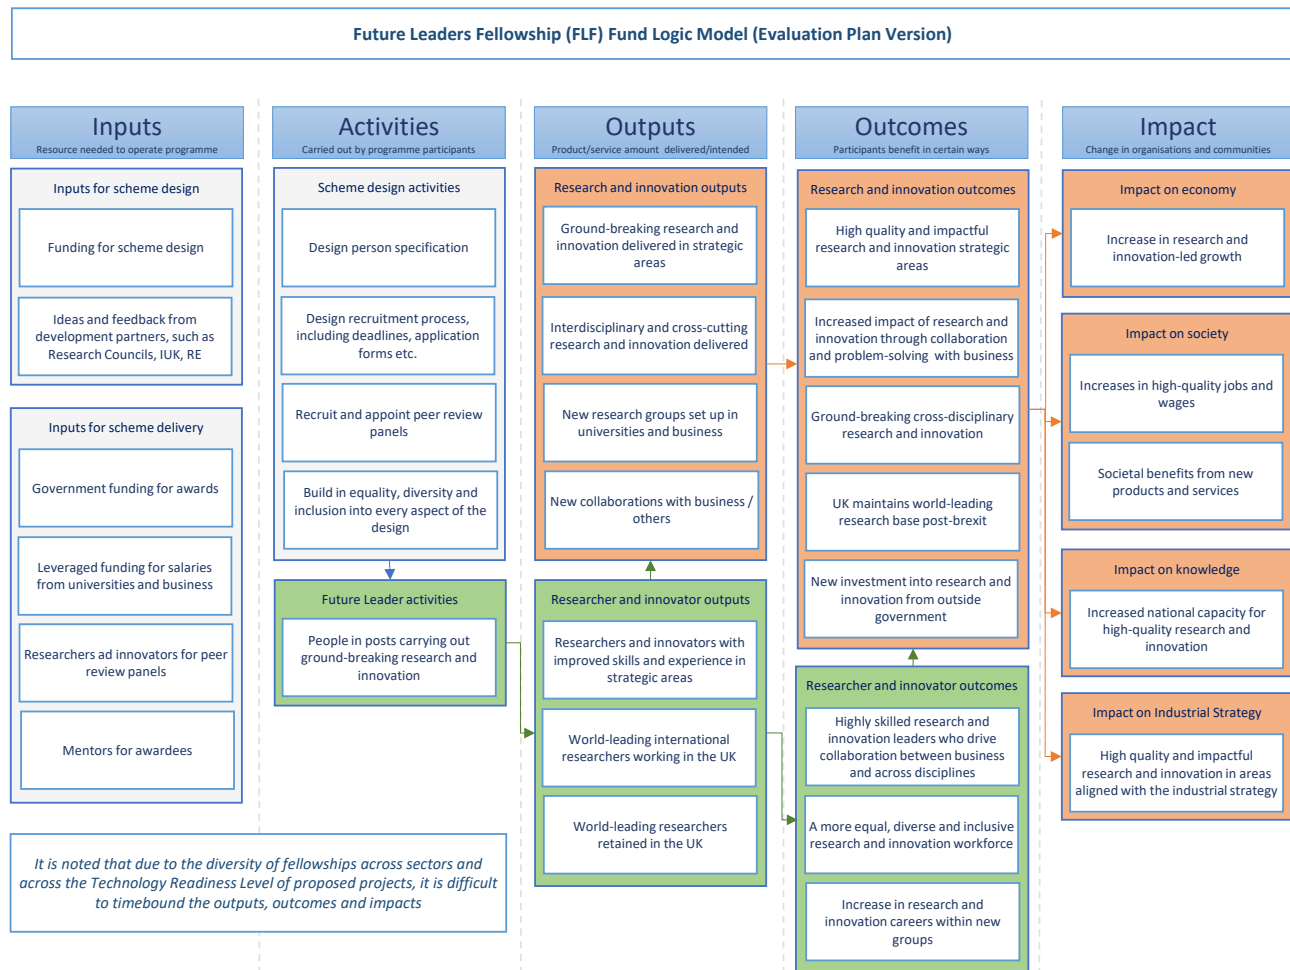 Future Leaders Fellowship (FLF) Fund Logic Model (Evaluation Plan Version)
Inputs
Resource needed to operate programme
Inputs for scheme design
Funding for scheme design
Ideas and feedback from
development partners, such as
Research Councils, IUK, RE
Inputs for scheme delivery
Government funding for awards
Leveraged funding for salaries
from universities and business
Researchers ad innovators for peer
review panels
Mentors for awardees
It is noted that due to the diversity of fellowships across sectors and
across the Technology Readiness Level of proposed projects, it is difficult
to timebound the outputs, outcomes and impacts
Activities
Carried out by programme participants
Scheme design activities
Design person specification
Design recruitment process,
including deadlines, application
forms etc.
Recruit and appoint peer review
panels
Build in equality, diversity and
inclusion into every aspect of the
design
Future Leader activities
People in posts carrying out
ground-breaking research and
innovation
Outputs
Product/service amount delivered/intended
Research and innovation outputs
Ground-breaking research and
innovation delivered in strategic
areas
Interdisciplinary and cross-cutting
research and innovation delivered
New research groups set up in
universities and business
New collaborations with business /
others
Researcher and innovator outputs
Researchers and innovators with
improved skills and experience in
strategic areas
World-leading international
researchers working in the UK
World-leading researchers
retained in the UK
Outcomes
Participants benefit in certain ways
Research and innovation outcomes
High quality and impactful
research and innovation strategic
areas
Increased impact of research and
innovation through collaboration
and problem-solving with business
Ground-breaking cross-disciplinary
research and innovation
UK maintains world-leading
research base post-brexit
New investment into research and
innovation from outside
government
Researcher and innovator outcomes
Highly skilled research and
innovation leaders who drive
collaboration between business
and across disciplines
A more equal, diverse and inclusive
research and innovation workforce
Increase in research and
innovation careers within new
groups
Impact
Change in organisations and communities
Impact on economy
Increase in research and
innovation-led growth
Impact on society
Increases in high-quality jobs and
wages
Societal benefits from new
products and services
Impact on knowledge
Increased national capacity for
high-quality research and
innovation
Impact on Industrial Strategy
High quality and impactful
research and innovation in areas
aligned with the industrial strategy